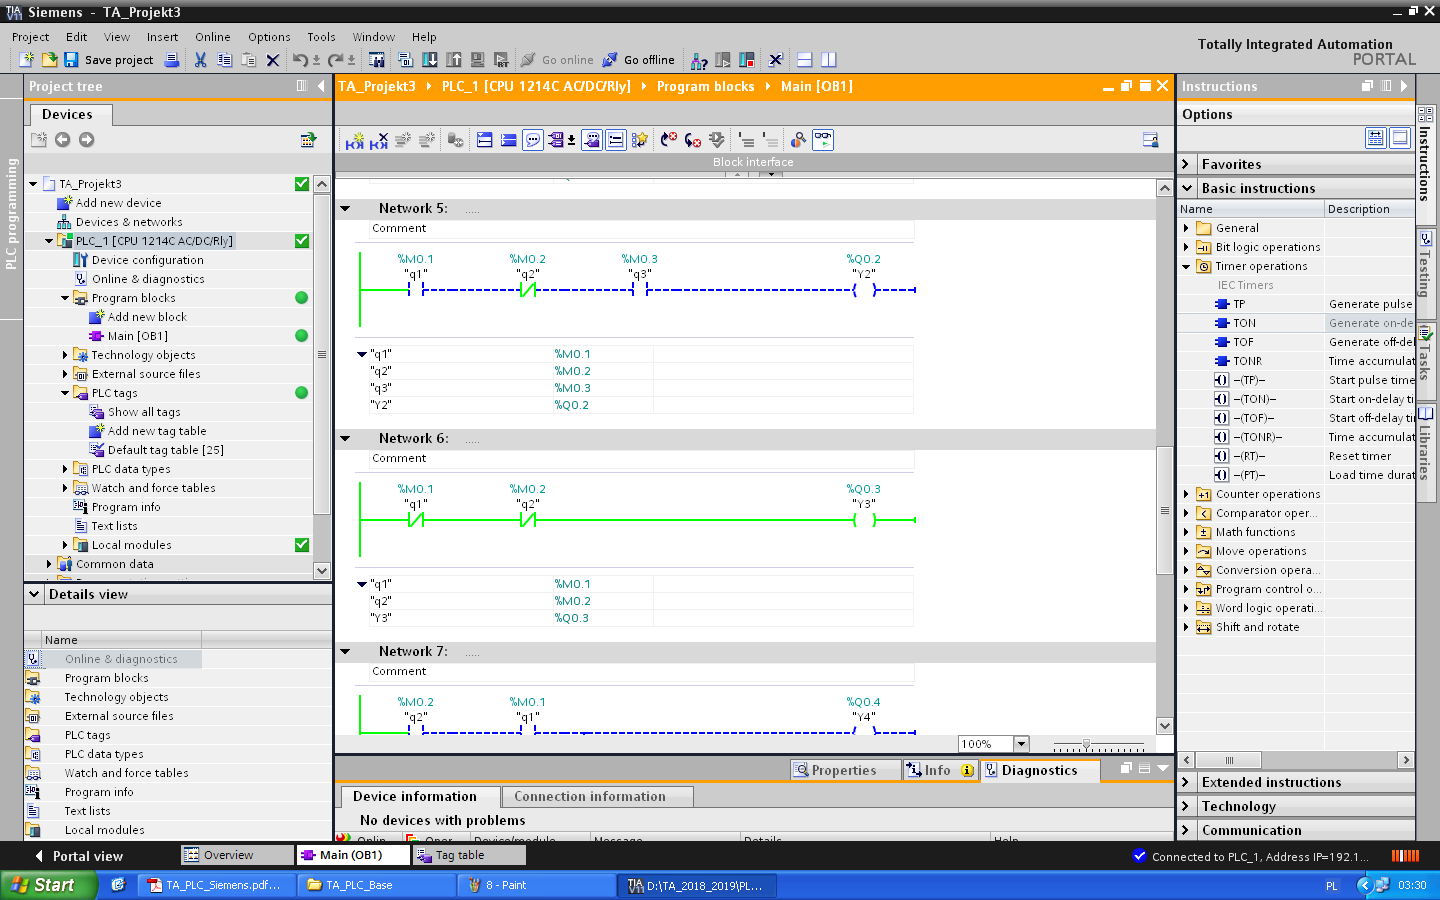 Siemens - TA_Projekt3
Project Edit View Insert Online Options Tools Window Help
Save project Go online Go offline
Totally Integrated Automation
PORTAL
PLC programming
Project tree
Devices
TA_Projekt3
Add new device
Devices & networks
PLC_1 [CPU 1214C AC/DC/Rly]
Device configuration
Online & diagnostics
Program blocks
Add new block
Main [OB1]
Technology objects
External source files
PLC tags
Show all tags
Add new tag table
Default tag table [25]
PLC data types
Watch and force tables
Program info
Text lists
Local modules
Common data
Details view
Name
Online & diagnostics
Program blocks
Technology objects
External source files
PLC tags
PLC data types
Watch and force tables
Program info
Text lists
Local modules
TA_Projekt3 PLC_1 [CPU 1214C AC/DC/Rly] Program blocks Main [OB1]
Block interface
Network 5: .....
Comment
%M0.1 %M0.2 %M0.3 %Q0.2
"q1" "q2" "q3" "Y2"
"q1" %M0.1
"q2" %M0.2
"q3" %M0.3
"Y2" %Q0.2
Network 6: .....
Comment
%M0.1 %M0.2 %Q0.3
"q1" "q2" "Y3"
"q1" %M0.1
"q2" %M0.2
"Y3" %Q0.3
Network 7: .....
Comment
%M0.2 %M0.1 %Q0.4
"q2" "q1" "Y4"
100%
Properties Info Diagnostics
Device information Connection information
No devices with problems
Onlin Oper Device/module Message Details Help
Instructions
Options
Favorites
Basic instructions
Name Description
General
Bit logic operations
Timer operations
IEC Timers
TP Generate pulse
TON Generate on-de
TOF Generate off-del
TONR Time accumulat
–(TP)– Start pulse time
–(TON)– Start on-delay ti
–(TOF)– Start off-delay ti
–(TONR)– Time accumulat
–(RT)– Reset timer
–(PT)– Load time durat
Counter operations
Comparator oper...
Math functions
Move operations
Conversion opera...
Program control o...
Word logic operati...
Shift and rotate
Extended instructions
Technology
Communication
Instructions
Testing
Tasks
Libraries
Portal view Overview Main (OB1) Tag table Connected to PLC_1, Address IP=192.1...
Start TA_PLC_Siemens.pdf... TA_PLC_Base 8 - Paint D:\TA_2018_2019\PL... PL 03:30